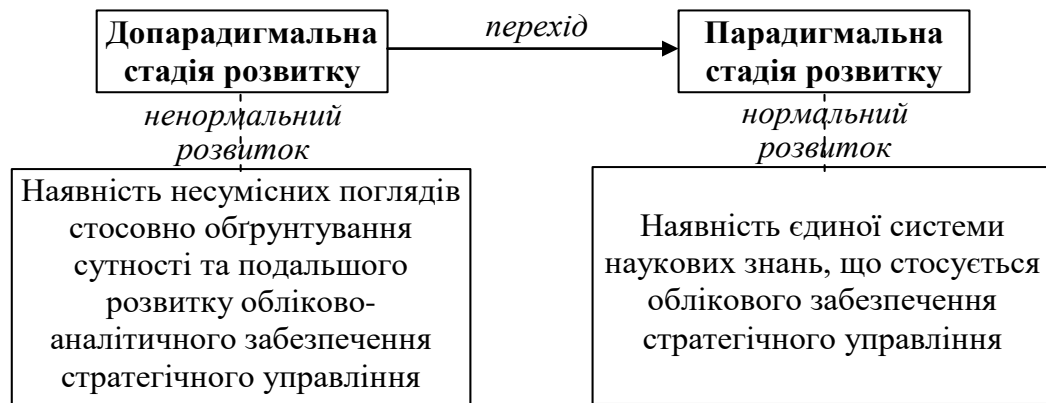 Допарадигмальна
стадія розвитку
перехід
Парадигмальна
стадія розвитку
ненормальний
розвиток
нормальний
розвиток
Наявність несумісних поглядів
стосовно обґрунтування
сутності та подальшого
розвитку обліково-
аналітичного забезпечення
стратегічного управління
Наявність єдиної системи
наукових знань, що стосується
облікового забезпечення
стратегічного управління